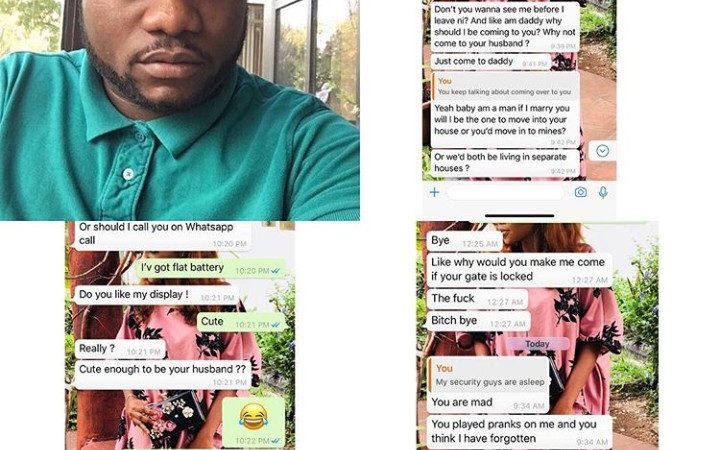 Don't you wanna see me before I
leave ni? And like am daddy why
should I be coming to you? Why not
come to your husband ?
9:39 PM
Just come to daddy 9:41 PM
You
You keep talking about coming over to you
Yeah baby am a man if I marry you
will I be the one to move into your
house or you'd move in to mines?
9:42 PM
Or we'd both be living in separate
houses ?
9:42 PM
Or should I call you on Whatsapp
call
10:20 PM
I'v got flat battery 10:20 PM
Do you like my display ! 10:21 PM
Cute 10:21 PM
Really ? 10:21 PM
Cute enough to be your husband ??
10:21 PM
😂
10:22 PM
Bye 12:25 AM
Like why would you make me come
if your gate is locked
12:27 AM
The fuck 12:27 AM
Bitch bye 12:27 AM
Today
You
My security guys are asleep
You are mad 9:34 AM
You played pranks on me and you
think I have forgotten
9:34 AM